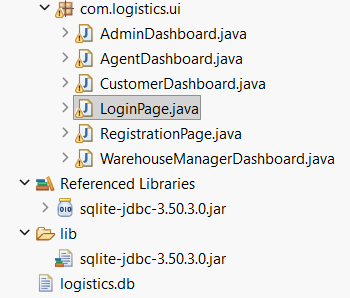 com.logistics.ui
AdminDashboard.java
AgentDashboard.java
CustomerDashboard.java
LoginPage.java
RegistrationPage.java
WarehouseManagerDashboard.java
Referenced Libraries
sqlite-jdbc-3.50.3.0.jar
lib
sqlite-jdbc-3.50.3.0.jar
logistics.db